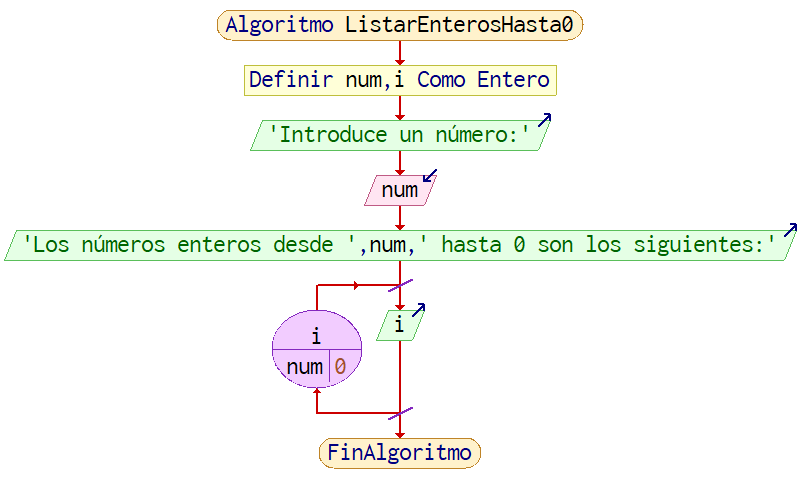 Algoritmo ListarEnterosHasta0
Definir num,i Como Entero
'Introduce un número:'
num
'Los números enteros desde ',num,' hasta 0 son los siguientes:'
i
i
num 0
FinAlgoritmo